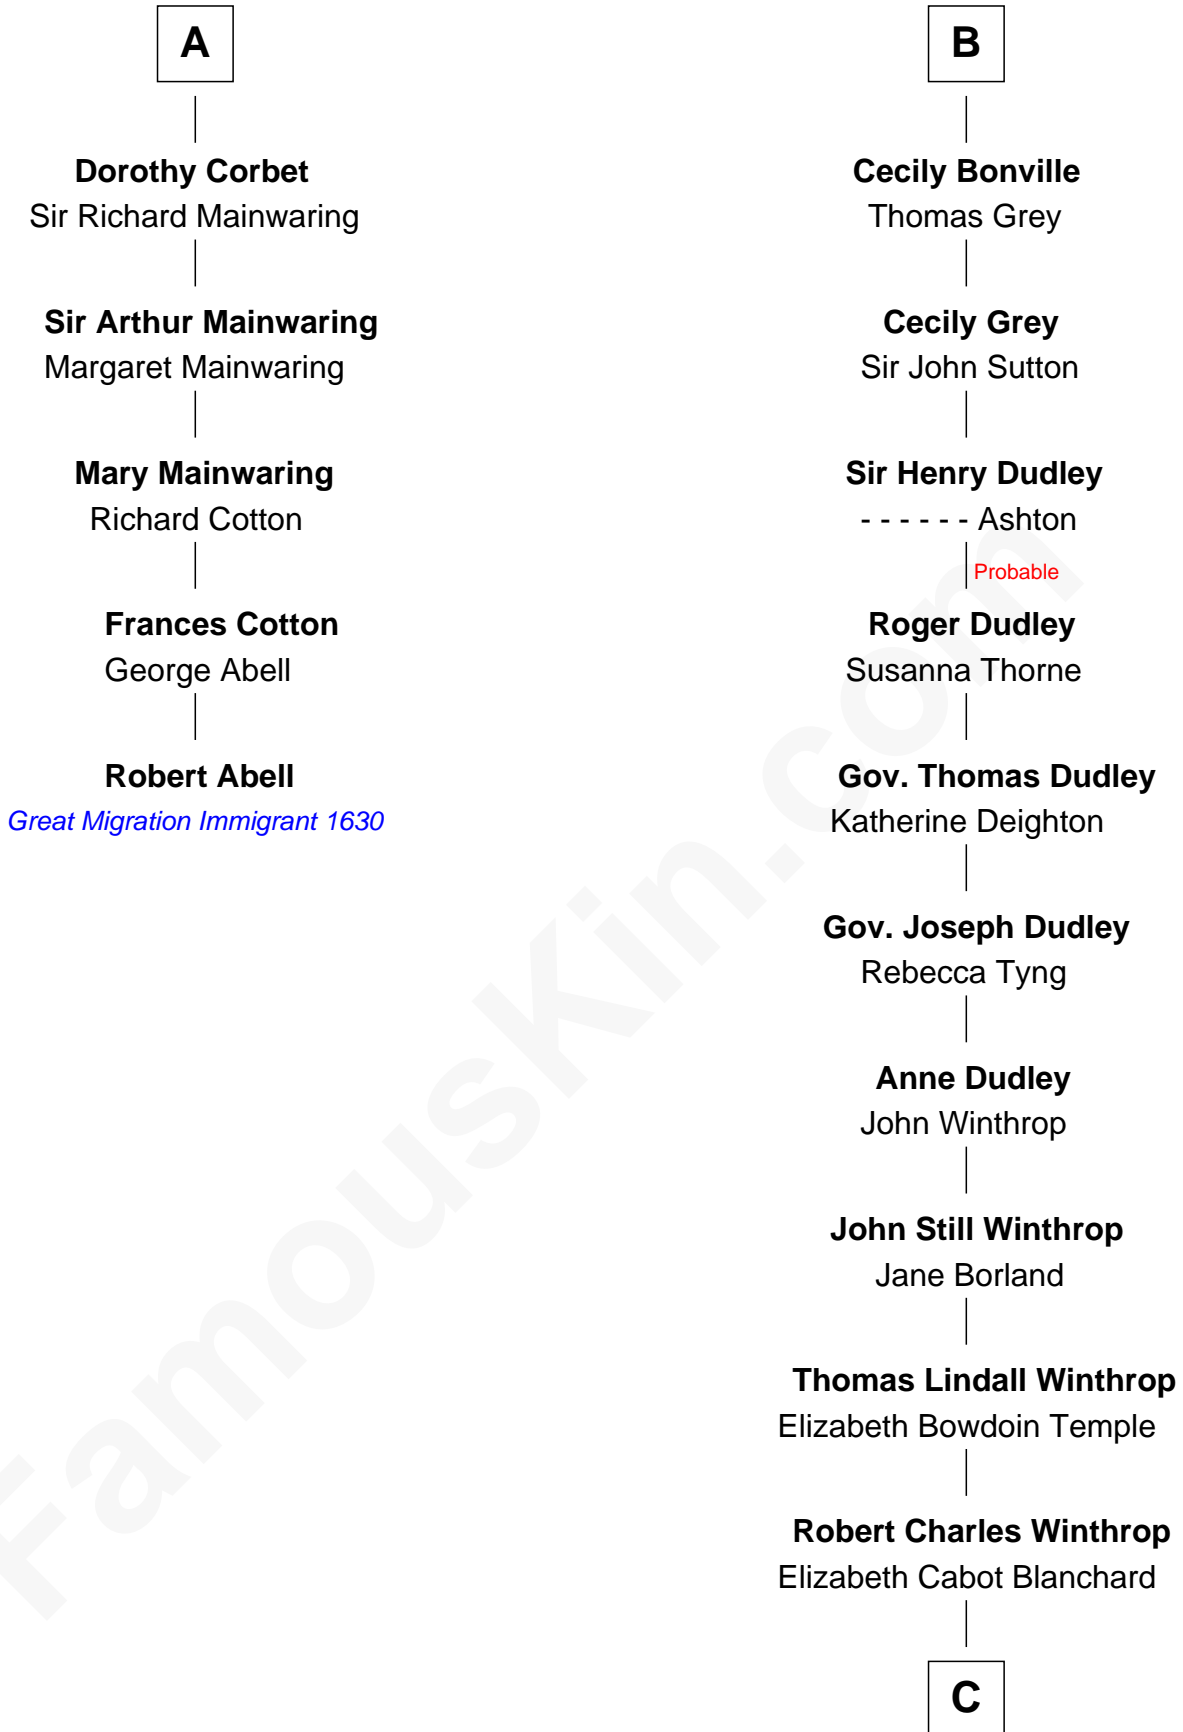 A
Dorothy Corbet
Sir Richard Mainwaring
Sir Arthur Mainwaring
Margaret Mainwaring
Mary Mainwaring
Richard Cotton
Frances Cotton
George Abell
Robert Abell
Great Migration Immigrant 1630
B
Cecily Bonville
Thomas Grey
Cecily Grey
Sir John Sutton
Sir Henry Dudley
- - - - - - Ashton
Probable
Roger Dudley
Susanna Thorne
Gov. Thomas Dudley
Katherine Deighton
Gov. Joseph Dudley
Rebecca Tyng
Anne Dudley
John Winthrop
John Still Winthrop
Jane Borland
Thomas Lindall Winthrop
Elizabeth Bowdoin Temple
Robert Charles Winthrop
Elizabeth Cabot Blanchard
C
FamousKin.com